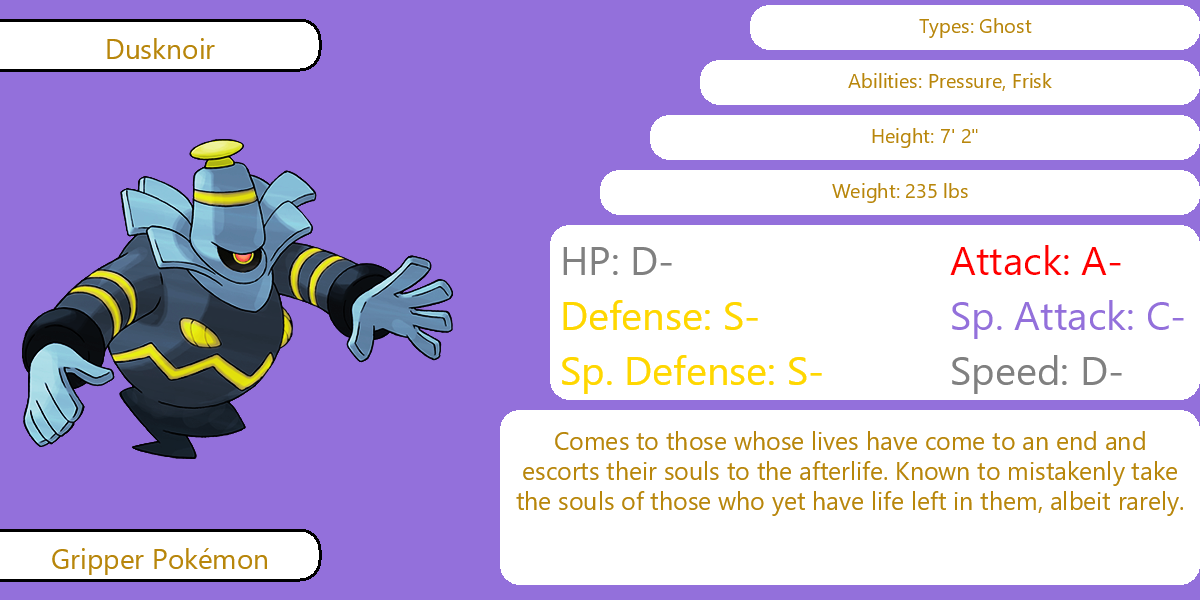 Dusknoir
Types: Ghost
Abilities: Pressure, Frisk
Height: 7' 2"
Weight: 235 lbs
HP: D-
Attack: A-
Defense: S-
Sp. Attack: C-
Sp. Defense: S-
Speed: D-
Comes to those whose lives have come to an end and
escorts their souls to the afterlife. Known to mistakenly take
the souls of those who yet have life left in them, albeit rarely.
Gripper Pokémon